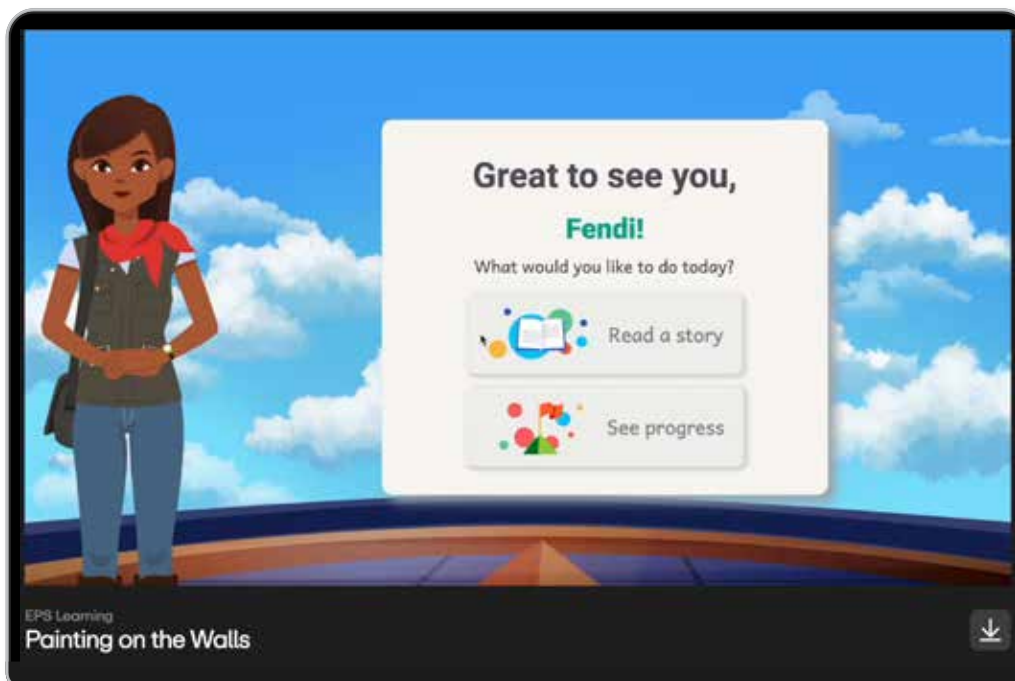 Great to see you,
Fendi!
What would you like to do today?
Read a story
See progress
EPS Learning
Painting on the Walls